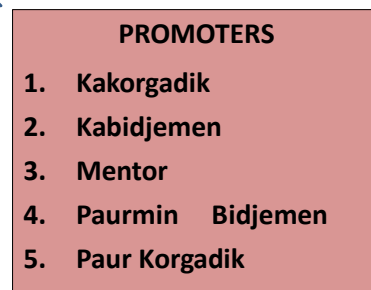 PROMOTERS
1. Kakorgadik
2. Kabidjemen
3. Mentor
4. Paurmin Bidjemen
5. Paur Korgadik